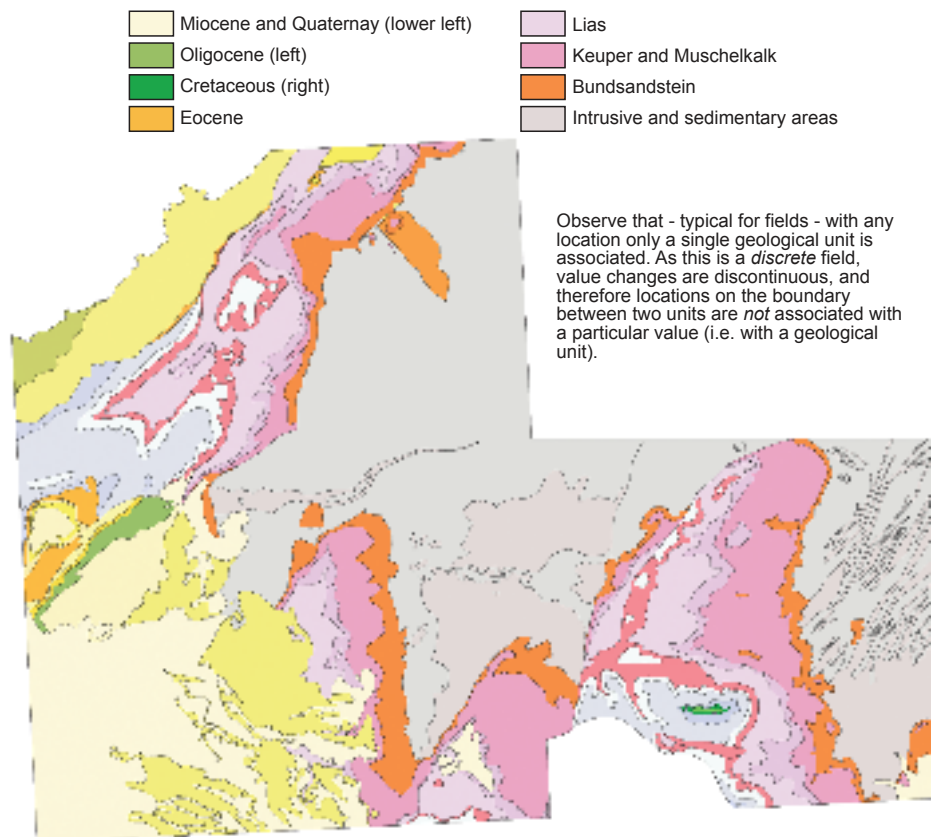 Miocene and Quaternay (lower left)
Oligocene (left)
Cretaceous (right)
Eocene
Lias
Keuper and Muschelkalk
Bundsandstein
Intrusive and sedimentary areas
Observe that - typical for fields - with any
location only a single geological unit is
associated. As this is a discrete field,
value changes are discontinuous, and
therefore locations on the boundary
between two units are not associated with
a particular value (i.e. with a geological
unit).